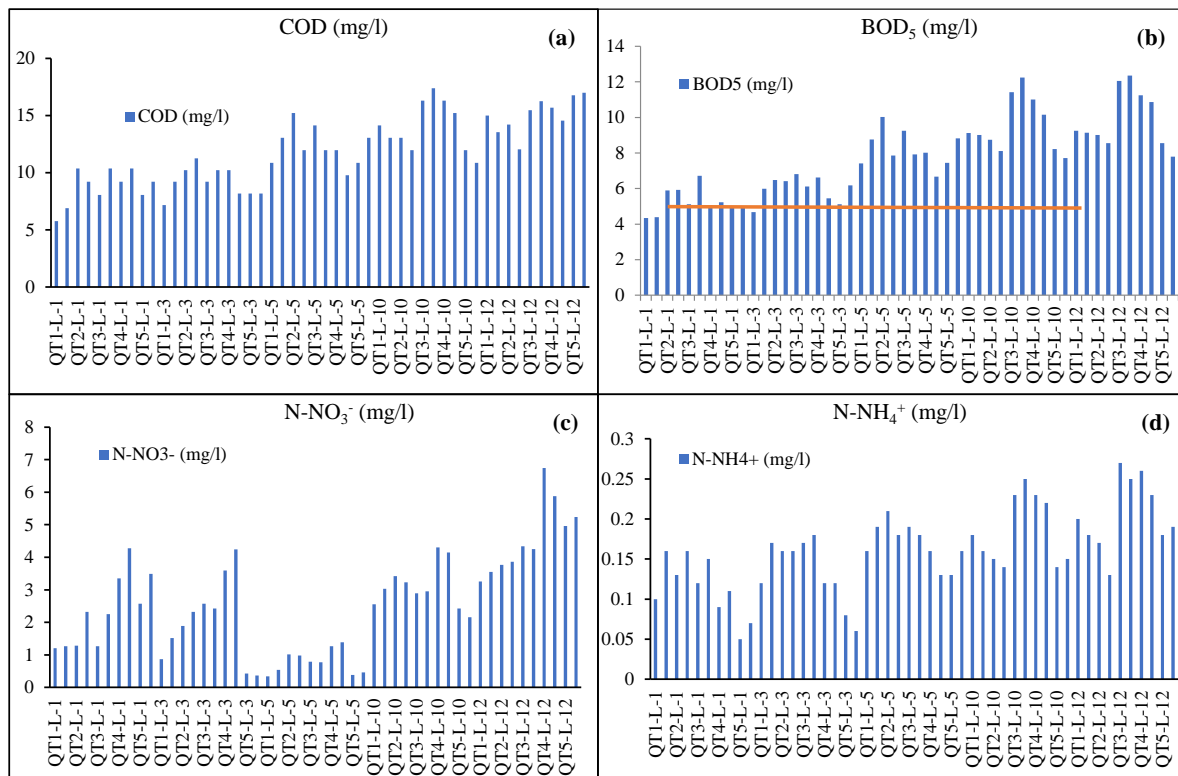 COD (mg/l)
(a)
20
15
10
5
0
COD (mg/l)
QT1-L-1
QT2-L-1
QT3-L-1
QT4-L-1
QT5-L-1
QT1-L-3
QT2-L-3
QT3-L-3
QT4-L-3
QT5-L-3
QT1-L-5
QT2-L-5
QT3-L-5
QT4-L-5
QT5-L-5
QT1-L-10
QT2-L-10
QT3-L-10
QT4-L-10
QT5-L-10
QT1-L-12
QT2-L-12
QT3-L-12
QT4-L-12
QT5-L-12
BOD₅ (mg/l)
(b)
14
12
10
8
6
4
2
0
BOD5 (mg/l)
QT1-L-1
QT2-L-1
QT3-L-1
QT4-L-1
QT5-L-1
QT1-L-3
QT2-L-3
QT3-L-3
QT4-L-3
QT5-L-3
QT1-L-5
QT2-L-5
QT3-L-5
QT4-L-5
QT5-L-5
QT1-L-10
QT2-L-10
QT3-L-10
QT4-L-10
QT5-L-10
QT1-L-12
QT2-L-12
QT3-L-12
QT4-L-12
QT5-L-12
N-NO₃⁻ (mg/l)
(c)
8
7
6
5
4
3
2
1
0
N-NO3- (mg/l)
QT1-L-1
QT2-L-1
QT3-L-1
QT4-L-1
QT5-L-1
QT1-L-3
QT2-L-3
QT3-L-3
QT4-L-3
QT5-L-3
QT1-L-5
QT2-L-5
QT3-L-5
QT4-L-5
QT5-L-5
QT1-L-10
QT2-L-10
QT3-L-10
QT4-L-10
QT5-L-10
QT1-L-12
QT2-L-12
QT3-L-12
QT4-L-12
QT5-L-12
N-NH₄⁺ (mg/l)
(d)
0.3
0.25
0.2
0.15
0.1
0.05
0
N-NH4+ (mg/l)
QT1-L-1
QT2-L-1
QT3-L-1
QT4-L-1
QT5-L-1
QT1-L-3
QT2-L-3
QT3-L-3
QT4-L-3
QT5-L-3
QT1-L-5
QT2-L-5
QT3-L-5
QT4-L-5
QT5-L-5
QT1-L-10
QT2-L-10
QT3-L-10
QT4-L-10
QT5-L-10
QT1-L-12
QT2-L-12
QT3-L-12
QT4-L-12
QT5-L-12